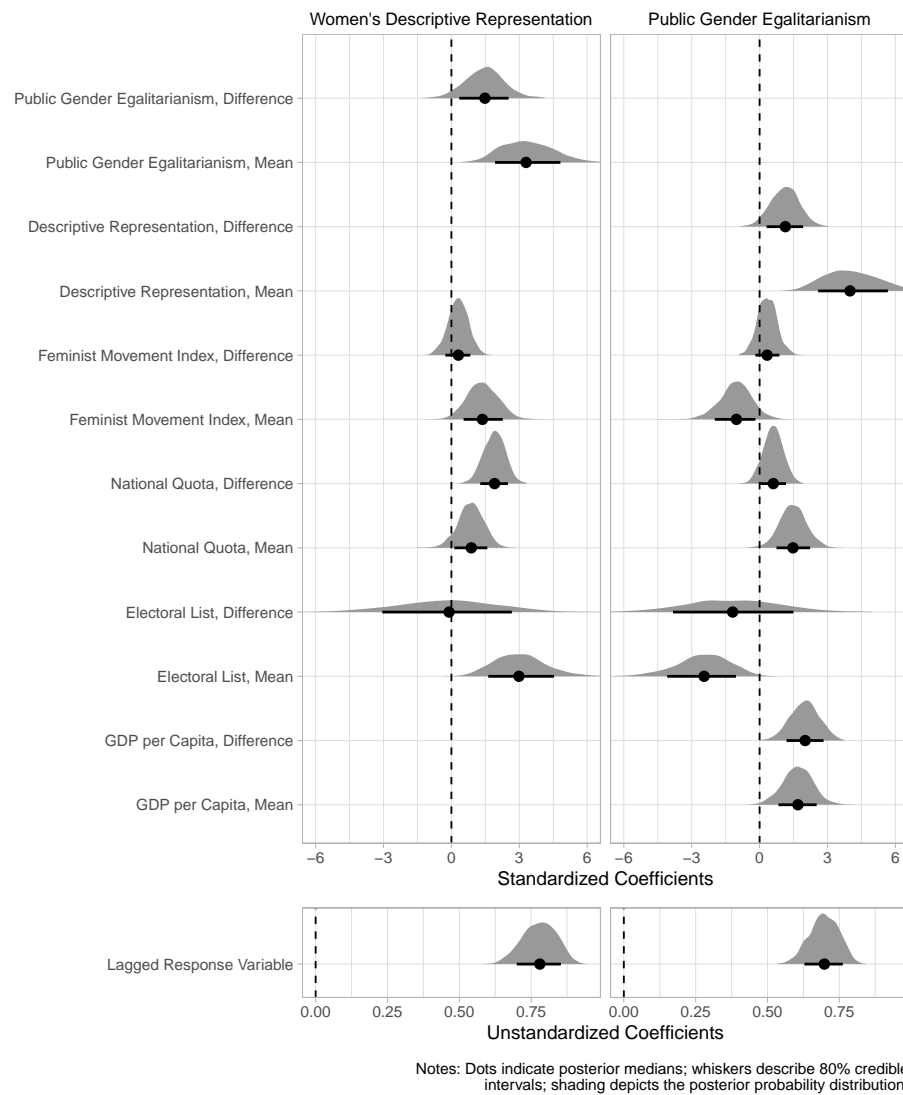 Women's Descriptive Representation
Public Gender Egalitarianism
Public Gender Egalitarianism, Difference
Public Gender Egalitarianism, Mean
Descriptive Representation, Difference
Descriptive Representation, Mean
Feminist Movement Index, Difference
Feminist Movement Index, Mean
National Quota, Difference
National Quota, Mean
Electoral List, Difference
Electoral List, Mean
GDP per Capita, Difference
GDP per Capita, Mean
−6 −3 0 3 6 −6 −3 0 3 6
Standardized Coefficients
Lagged Response Variable
0.00 0.25 0.50 0.75 0.00 0.25 0.50 0.75
Unstandardized Coefficients
Notes: Dots indicate posterior medians; whiskers describe 80% credible
intervals; shading depicts the posterior probability distribution